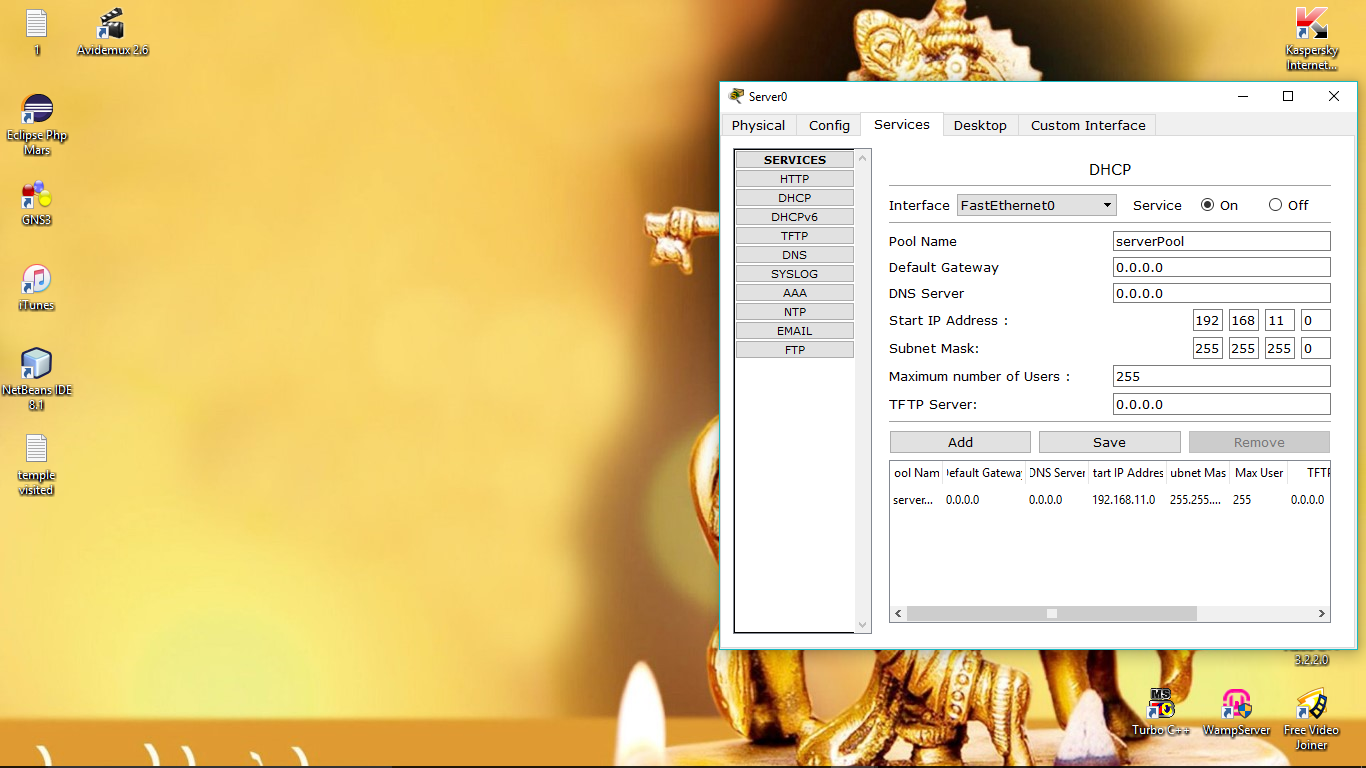 1
Avidemux 2.6
Kaspersky
Internet...
Eclipse Php
Mars
GNS3
iTunes
NetBeans IDE
8.1
temple
visited
Server0
Physical
Config
Services
Desktop
Custom Interface
SERVICES
HTTP
DHCP
DHCPv6
TFTP
DNS
SYSLOG
AAA
NTP
EMAIL
FTP
DHCP
Interface FastEthernet0 Service On Off
Pool Name serverPool
Default Gateway 0.0.0.0
DNS Server 0.0.0.0
Start IP Address : 192 168 11 0
Subnet Mask: 255 255 255 0
Maximum number of Users : 255
TFTP Server: 0.0.0.0
Add Save Remove
ool Nam efault Gateway DNS Server tart IP Addres ubnet Mas Max User TFTP
server... 0.0.0.0 0.0.0.0 192.168.11.0 255.255.... 255 0.0.0.0
3.2.2.0
MS
Turbo C++
WampServer
Free Video
Joiner